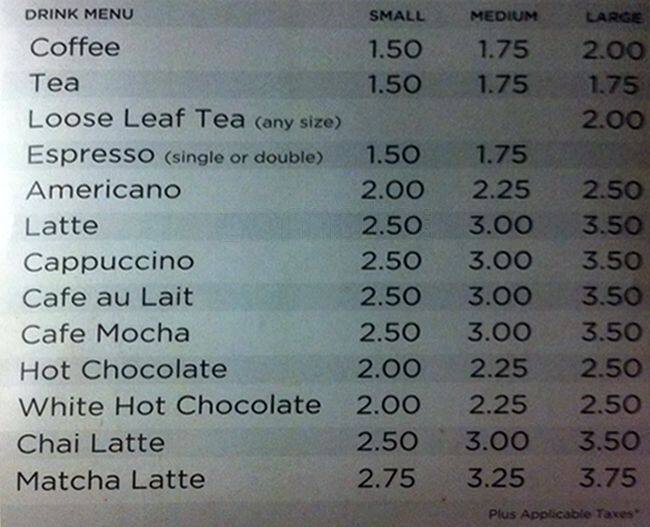 DRINK MENU SMALL MEDIUM LARGE
Coffee 1.50 1.75 2.00
Tea 1.50 1.75 1.75
Loose Leaf Tea (any size) 2.00
Espresso (single or double) 1.50 1.75
Americano 2.00 2.25 2.50
Latte 2.50 3.00 3.50
Cappuccino 2.50 3.00 3.50
Cafe au Lait 2.50 3.00 3.50
Cafe Mocha 2.50 3.00 3.50
Hot Chocolate 2.00 2.25 2.50
White Hot Chocolate 2.00 2.25 2.50
Chai Latte 2.50 3.00 3.50
Matcha Latte 2.75 3.25 3.75
Plus Applicable Taxes*